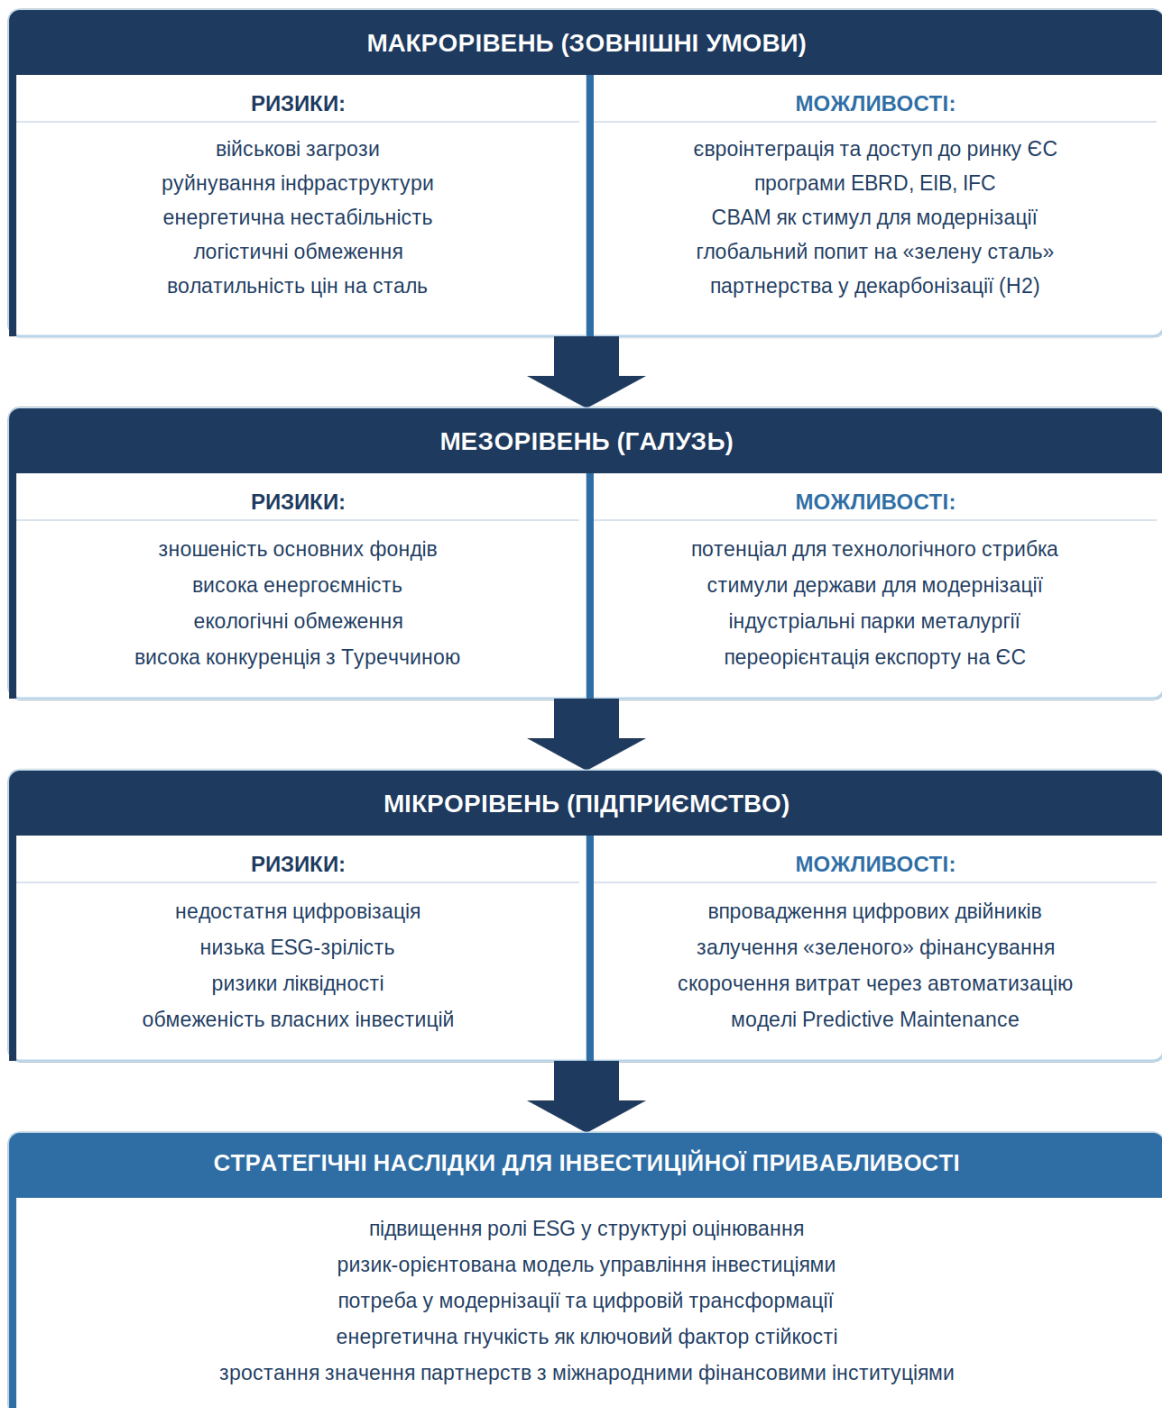 МАКРОРІВЕНЬ (ЗОВНІШНІ УМОВИ)
РИЗИКИ:
військові загрози
руйнування інфраструктури
енергетична нестабільність
логістичні обмеження
волатильність цін на сталь
МОЖЛИВОСТІ:
євроінтеграція та доступ до ринку ЄС
програми EBRD, EIB, IFC
CBAM як стимул для модернізації
глобальний попит на «зелену сталь»
партнерства у декарбонізації (H2)
МЕЗОРІВЕНЬ (ГАЛУЗЬ)
РИЗИКИ:
зношеність основних фондів
висока енергоємність
екологічні обмеження
висока конкуренція з Туреччиною
МОЖЛИВОСТІ:
потенціал для технологічного стрибка
стимули держави для модернізації
індустріальні парки металургії
переорієнтація експорту на ЄС
МІКРОРІВЕНЬ (ПІДПРИЄМСТВО)
РИЗИКИ:
недостатня цифровізація
низька ESG-зрілість
ризики ліквідності
обмеженість власних інвестицій
МОЖЛИВОСТІ:
впровадження цифрових двійників
залучення «зеленого» фінансування
скорочення витрат через автоматизацію
моделі Predictive Maintenance
СТРАТЕГІЧНІ НАСЛІДКИ ДЛЯ ІНВЕСТИЦІЙНОЇ ПРИВАБЛИВОСТІ
підвищення ролі ESG у структурі оцінювання
ризик-орієнтована модель управління інвестиціями
потреба у модернізації та цифровій трансформації
енергетична гнучкість як ключовий фактор стійкості
зростання значення партнерств з міжнародними фінансовими інституціями